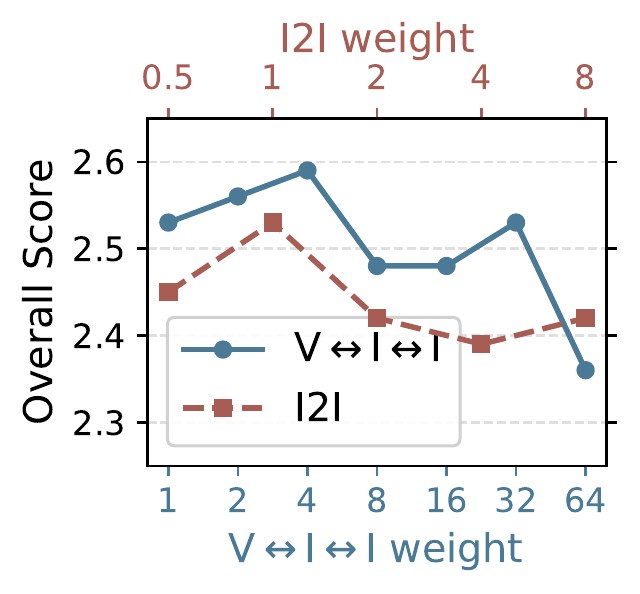 I2I weight
0.5 1 2 4 8
Overall Score
2.6
2.5
2.4
2.3
V↔I↔I
I2I
1 2 4 8 16 32 64
V↔I↔I weight